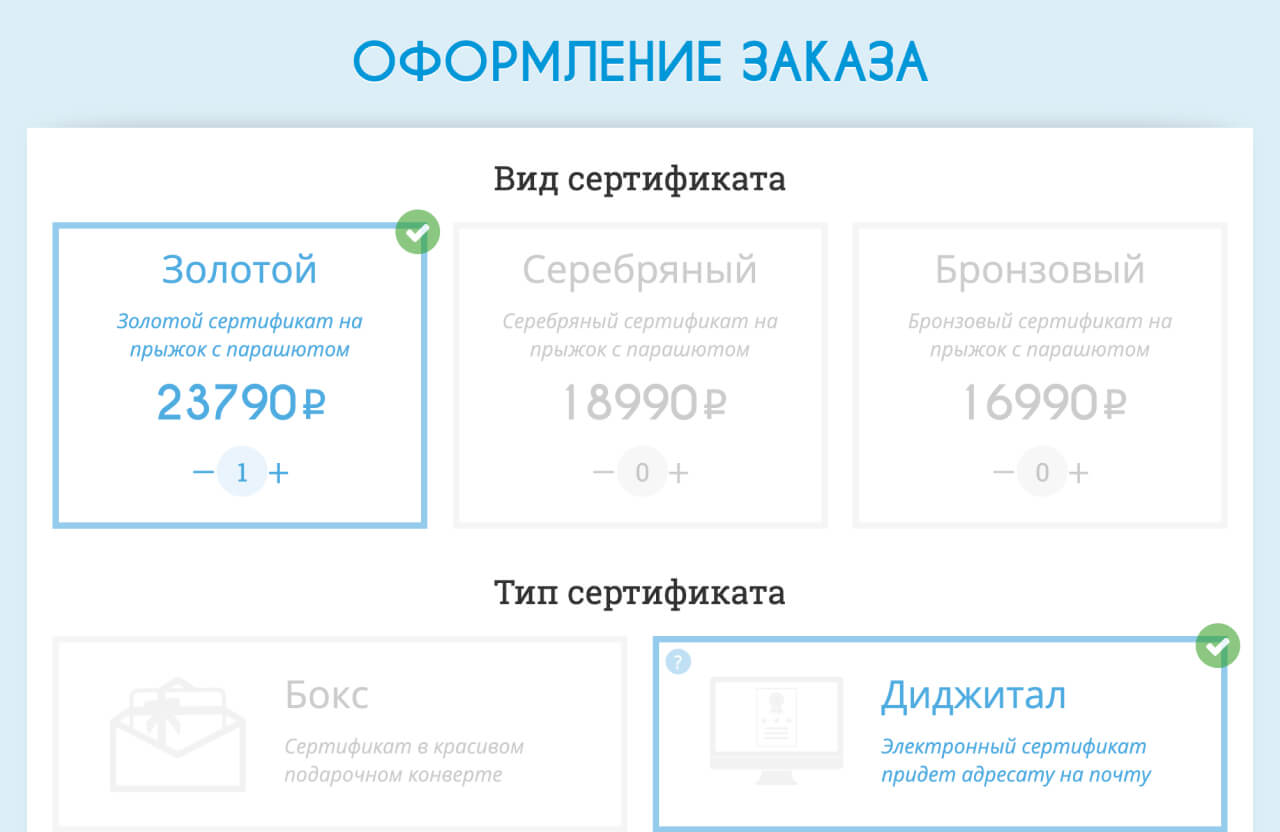 ОФОРМЛЕНИЕ ЗАКАЗА
Вид сертификата
Золотой
Золотой сертификат на
прыжок с парашютом
23790₽
− 1 +
Серебряный
Серебряный сертификат на
прыжок с парашютом
18990₽
− 0 +
Бронзовый
Бронзовый сертификат на
прыжок с парашютом
16990₽
− 0 +
Тип сертификата
Бокс
Сертификат в красивом
подарочном конверте
?
Диджитал
Электронный сертификат
придет адресату на почту